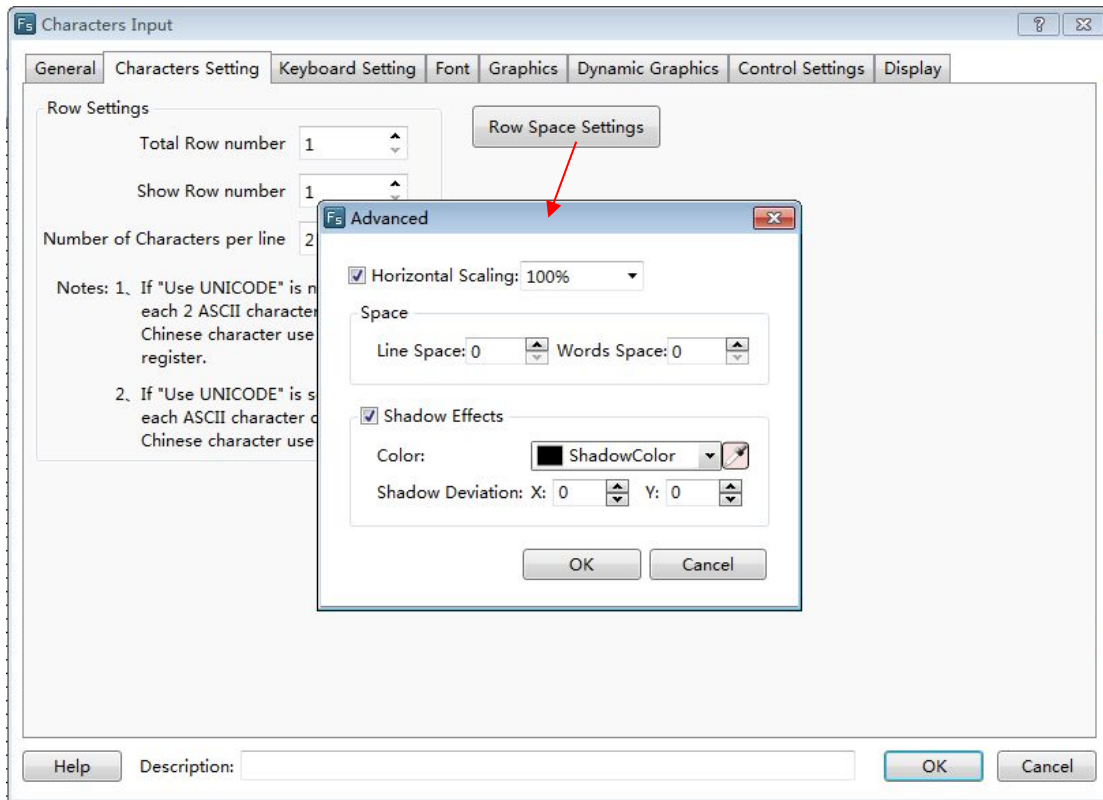 Fs Characters Input
General Characters Setting Keyboard Setting Font Graphics Dynamic Graphics Control Settings Display
Row Settings
Total Row number 1
Row Space Settings
Show Row number 1
Number of Characters per line 2
Notes: 1、If "Use UNICODE" is
each 2 ASCII character
Chinese character use
register.
2、If "Use UNICODE" is
each ASCII character
Chinese character use
Fs Advanced
Horizontal Scaling: 100%
Space
Line Space: 0 Words Space: 0
Shadow Effects
Color: ShadowColor
Shadow Deviation: X: 0 Y: 0
OK Cancel
Help Description: OK Cancel